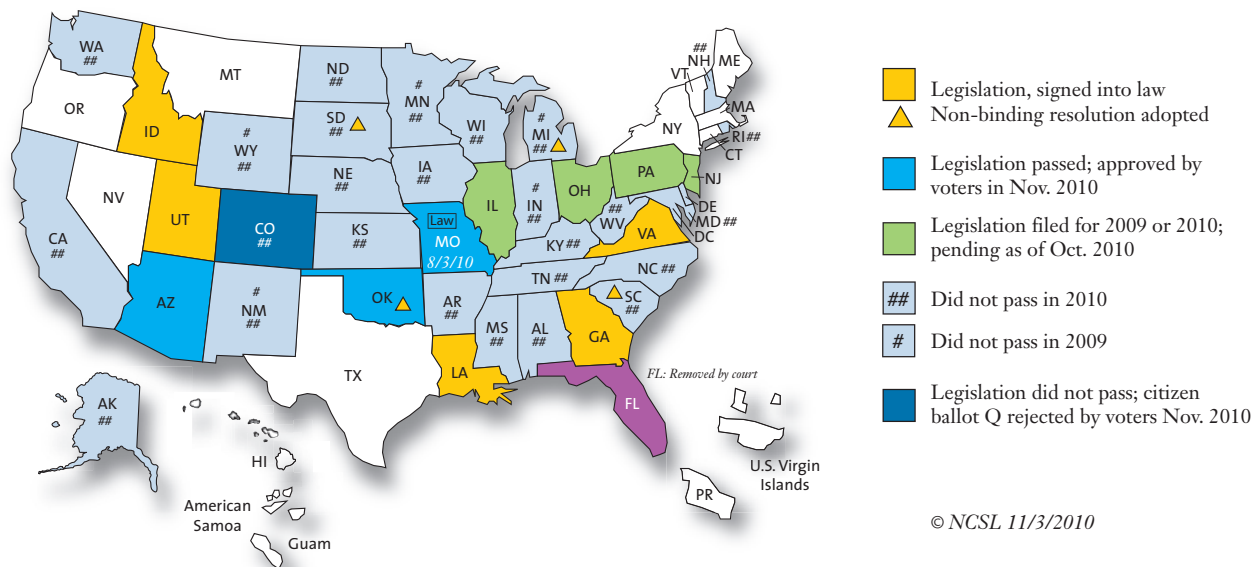 WA
##
OR
CA
##
NV
ID
MT
#
WY
##
UT
CO
##
AZ
#
NM
##
ND
##
SD
##
NE
##
KS
##
OK
TX
#
MN
##
IA
##
Law
MO
8/3/10
AR
##
LA
WI
##
IL
#
MI
##
#
IN
##
OH
KY ##
TN ##
MS
##
AL
##
GA
FL: Removed by court
FL
SC
##
NC ##
VA
##
WV
PA
NY
VT
##
NH
ME
MA
RI ##
CT
NJ
DE
MD ##
DC
AK
##
HI
American
Samoa
Guam
PR
U.S. Virgin
Islands
Legislation, signed into law
Non-binding resolution adopted
Legislation passed; approved by
voters in Nov. 2010
Legislation filed for 2009 or 2010;
pending as of Oct. 2010
## Did not pass in 2010
# Did not pass in 2009
Legislation did not pass; citizen
ballot Q rejected by voters Nov. 2010
© NCSL 11/3/2010